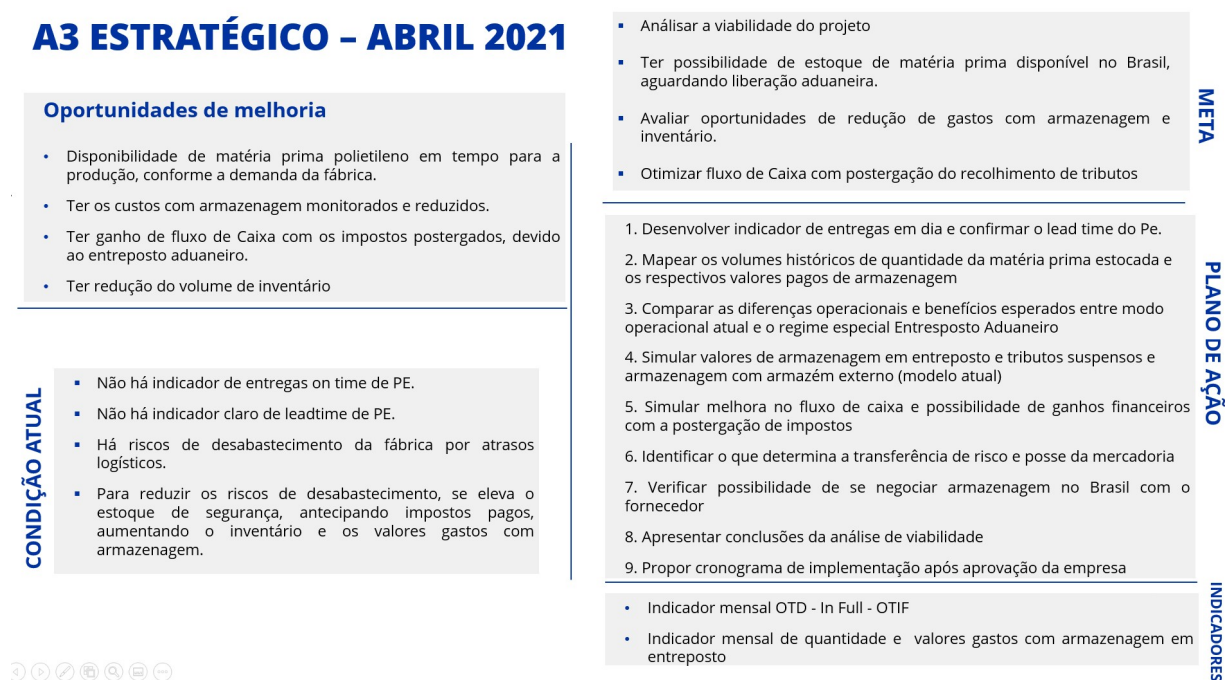 A3 ESTRATÉGICO – ABRIL 2021
Oportunidades de melhoria
• Disponibilidade de matéria prima polietileno em tempo para a
produção, conforme a demanda da fábrica.
• Ter os custos com armazenagem monitorados e reduzidos.
• Ter ganho de fluxo de Caixa com os impostos postergados, devido
ao entreposto aduaneiro.
• Ter redução do volume de inventário
CONDIÇÃO ATUAL
▪ Não há indicador de entregas on time de PE.
▪ Não há indicador claro de leadtime de PE.
▪ Há riscos de desabastecimento da fábrica por atrasos
logísticos.
▪ Para reduzir os riscos de desabastecimento, se eleva o
estoque de segurança, antecipando impostos pagos,
aumentando o inventário e os valores gastos com
armazenagem.
META
▪ Análisar a viabilidade do projeto
▪ Ter possibilidade de estoque de matéria prima disponível no Brasil,
aguardando liberação aduaneira.
▪ Avaliar oportunidades de redução de gastos com armazenagem e
inventário.
▪ Otimizar fluxo de Caixa com postergação do recolhimento de tributos
PLANO DE AÇÃO
1. Desenvolver indicador de entregas em dia e confirmar o lead time do Pe.
2. Mapear os volumes históricos de quantidade da matéria prima estocada e
os respectivos valores pagos de armazenagem
3. Comparar as diferenças operacionais e benefícios esperados entre modo
operacional atual e o regime especial Entresposto Aduaneiro
4. Simular valores de armazenagem em entreposto e tributos suspensos e
armazenagem com armazém externo (modelo atual)
5. Simular melhora no fluxo de caixa e possibilidade de ganhos financeiros
com a postergação de impostos
6. Identificar o que determina a transferência de risco e posse da mercadoria
7. Verificar possibilidade de se negociar armazenagem no Brasil com o
fornecedor
8. Apresentar conclusões da análise de viabilidade
9. Propor cronograma de implementação após aprovação da empresa
INDICADORES
• Indicador mensal OTD - In Full - OTIF
• Indicador mensal de quantidade e valores gastos com armazenagem em
entreposto